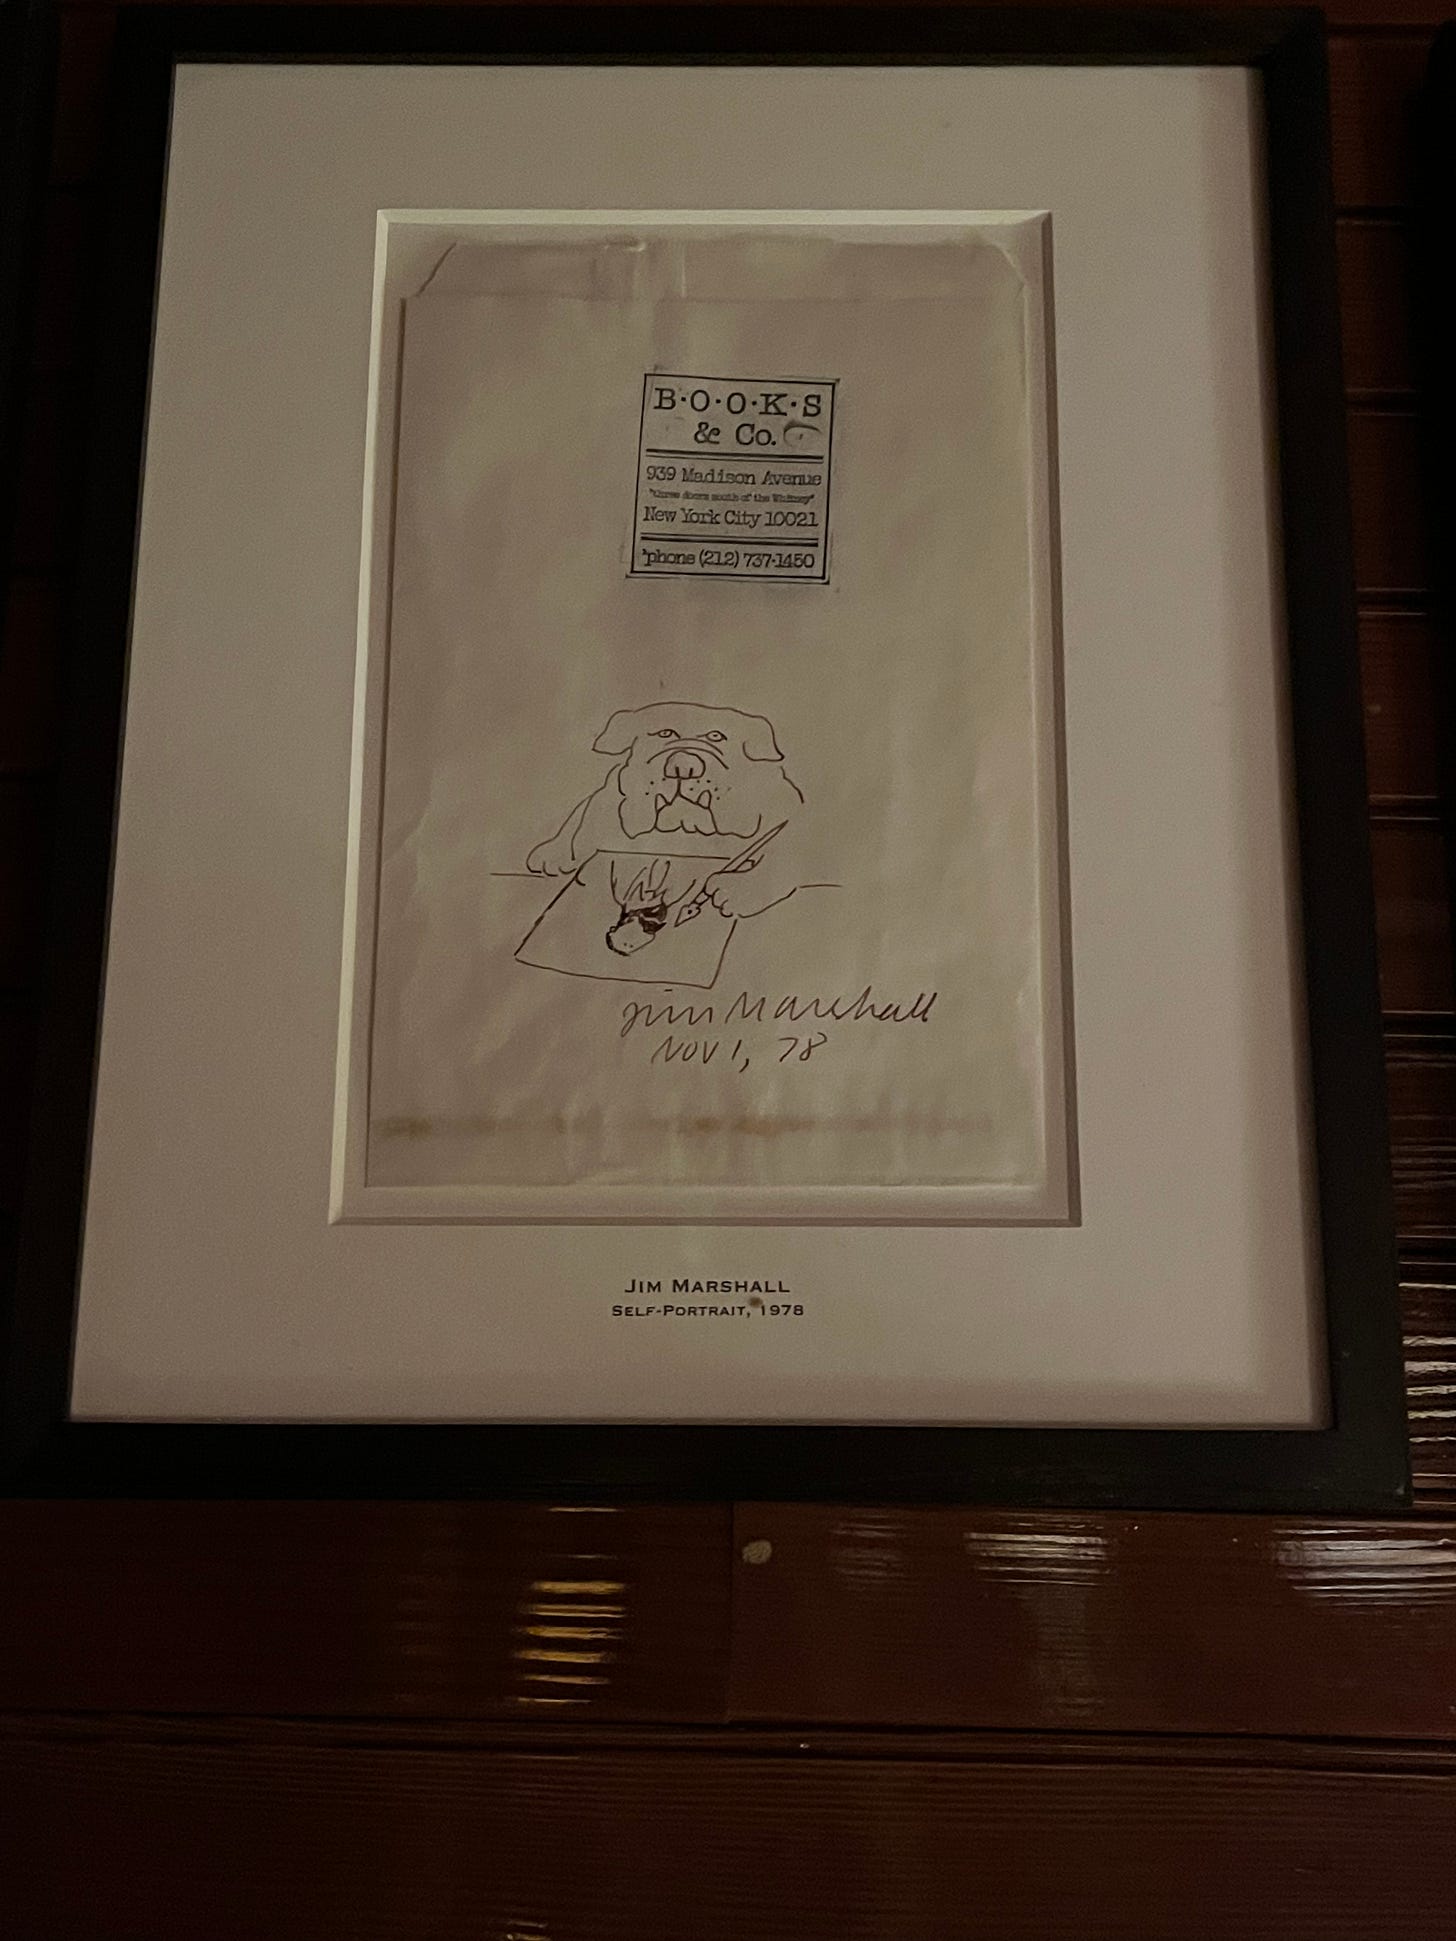 B·O·O·K·S
& Co.
939 Madison Avenue
"three doors south of the Whitney"
New York City 10021
'phone (212) 737-1450
Jim Marshall
NOV 1, 78
JIM MARSHALL
SELF-PORTRAIT, 1978